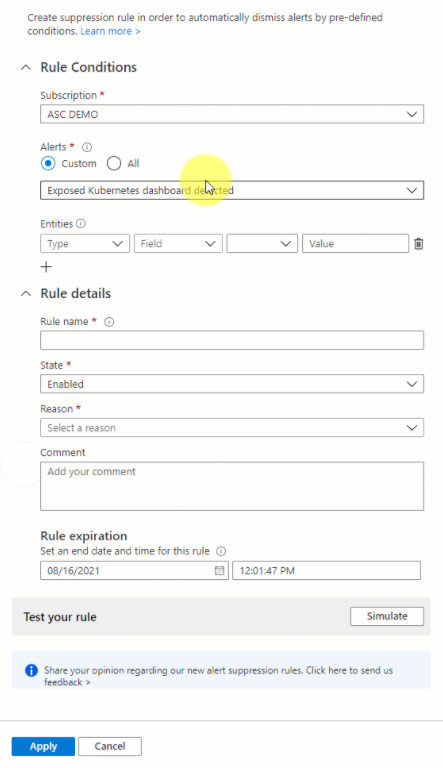 Create suppression rule in order to automatically dismiss alerts by pre-defined
conditions. Learn more >
Rule Conditions
Subscription *
ASC DEMO
Alerts *
Custom All
Exposed Kubernetes dashboard detected
Entities
Type Field Value
Rule details
Rule name *
State *
Enabled
Reason *
Select a reason
Comment
Add your comment
Rule expiration
Set an end date and time for this rule
08/16/2021 12:01:47 PM
Test your rule Simulate
Share your opinion regarding our new alert suppression rules. Click here to send us
feedback >
Apply Cancel